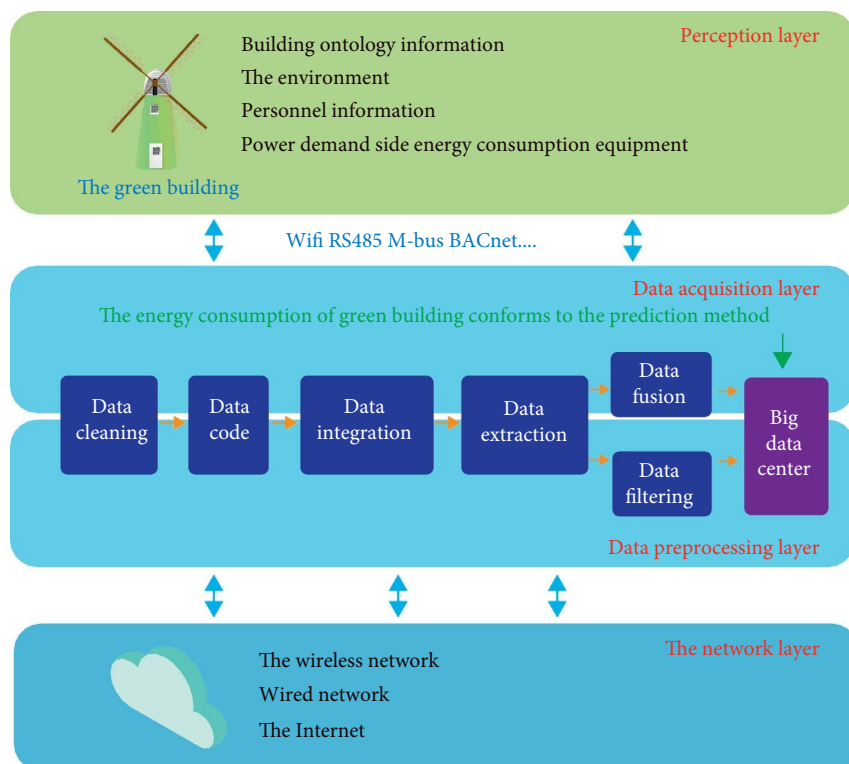 Perception layer
Building ontology information
The environment
Personnel information
Power demand side energy consumption equipment
The green building
Wifi RS485 M-bus BACnet....
Data acquisition layer
The energy consumption of green building conforms to the prediction method
Data
cleaning
Data
code
Data
integration
Data
extraction
Data
fusion
Data
filtering
Big
data
center
Data preprocessing layer
The network layer
The wireless network
Wired network
The Internet